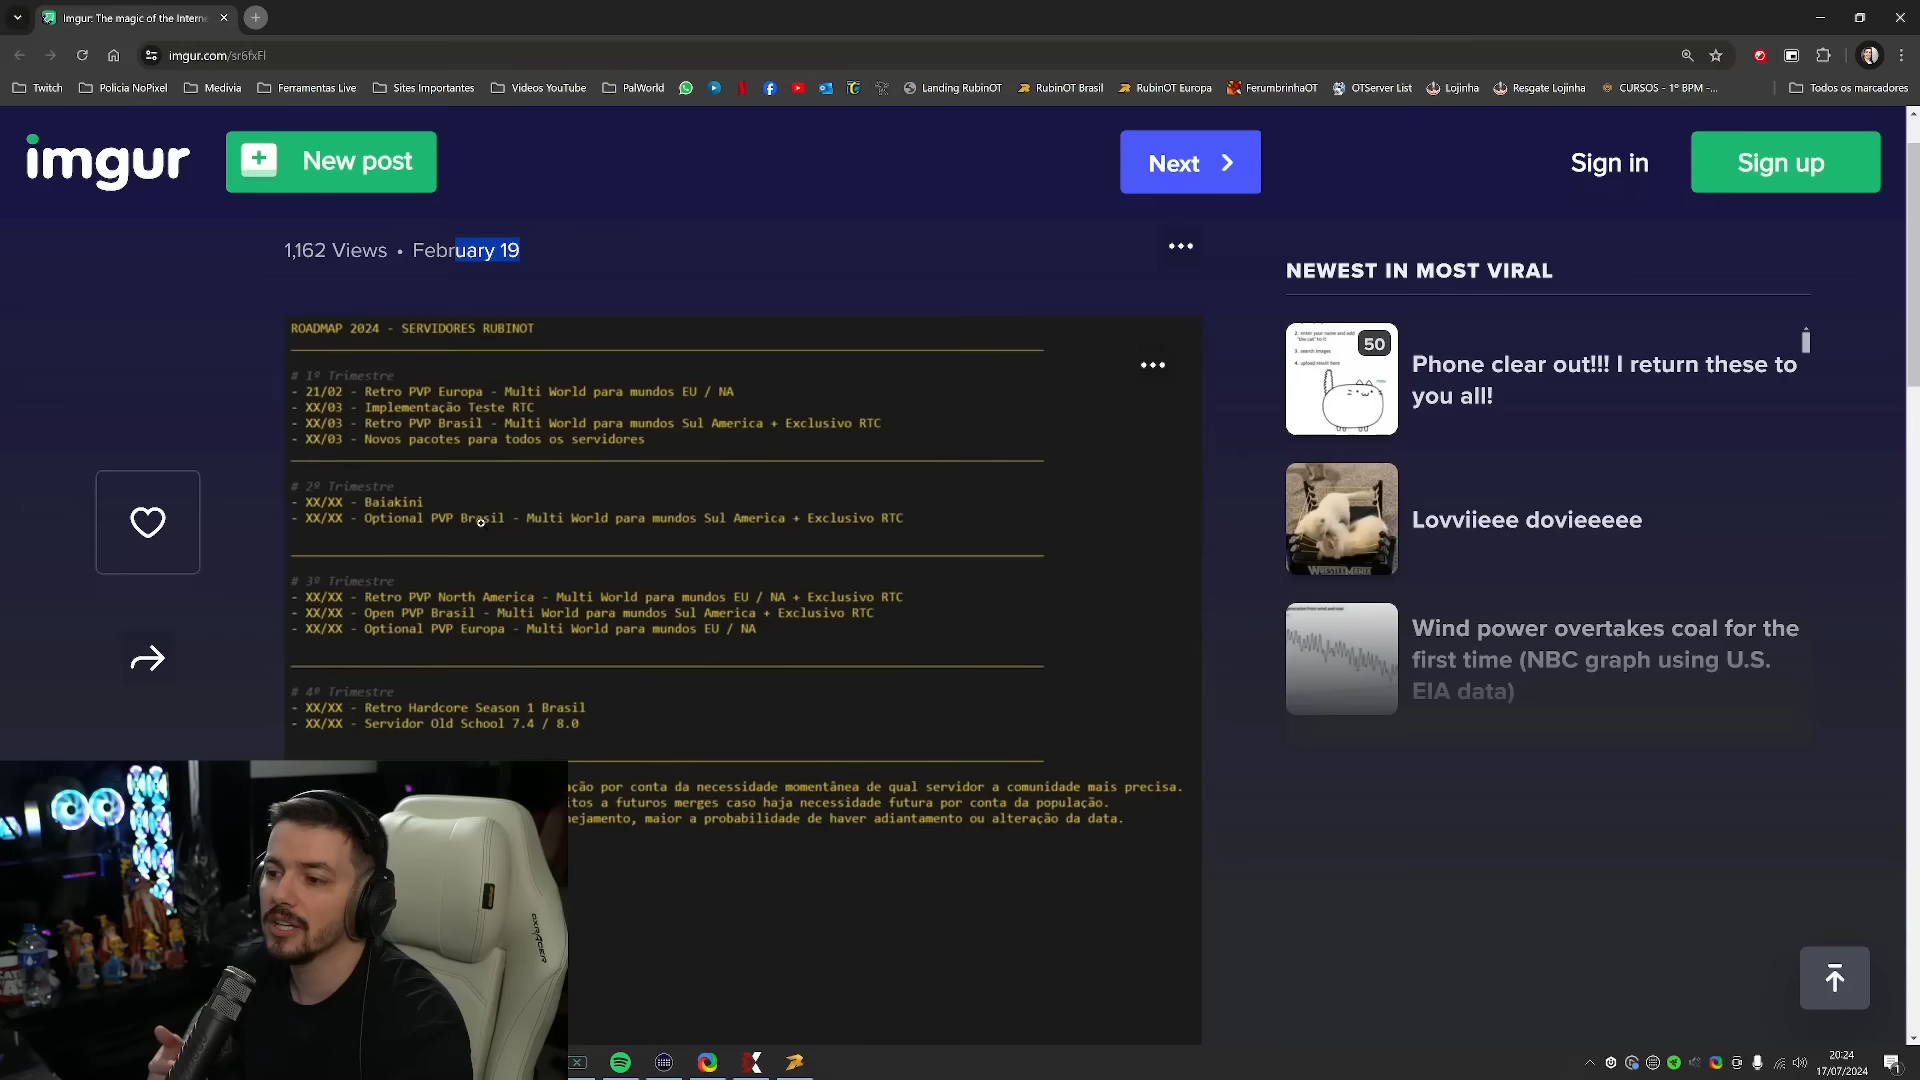 Imgur: The magic of the Intern
imgur.com/sr6fxFl
Twitch
Policia NoPixel
Medivia
Ferramentas Live
Sites Importantes
Videos YouTube
PalWorld
Landing RubinOT
RubinOT Brasil
RubinOT Europa
FerumbrinhaOT
OTServer List
Lojinha
Resgate Lojinha
CURSOS - 1º BPM -...
Todos os marcadores
imgur
New post
Next
Sign in
Sign up
1,162 Views • February 19
ROADMAP 2024 - SERVIDORES RUBINOT
# 1º Trimestre
- 21/02 - Retro PVP Europa - Multi World para mundos EU / NA
- XX/03 - Implementação Teste RTC
- XX/03 - Retro PVP Brasil - Multi World para mundos Sul America + Exclusivo RTC
- XX/03 - Novos pacotes para todos os servidores
# 2º Trimestre
- XX/XX - Baiakini
- XX/XX - Optional PVP Brasil - Multi World para mundos Sul America + Exclusivo RTC
# 3º Trimestre
- XX/XX - Retro PVP North America - Multi World para mundos EU / NA + Exclusivo RTC
- XX/XX - Open PVP Brasil - Multi World para mundos Sul America + Exclusivo RTC
- XX/XX - Optional PVP Europa - Multi World para mundos EU / NA
# 4º Trimestre
- XX/XX - Retro Hardcore Season 1 Brasil
- XX/XX - Servidor Old School 7.4 / 8.0
ação por conta da necessidade momentânea de qual servidor a comunidade mais precisa.
itos a futuros merges caso haja necessidade futura por conta da população.
nejamento, maior a probabilidade de haver adiantamento ou alteração da data.
NEWEST IN MOST VIRAL
50
Phone clear out!!! I return these to
you all!
WRESTLEMANIA
Lovviieee dovieeeee
Wind power overtakes coal for the
first time (NBC graph using U.S.
EIA data)
DXRACER
20:24
17/07/2024